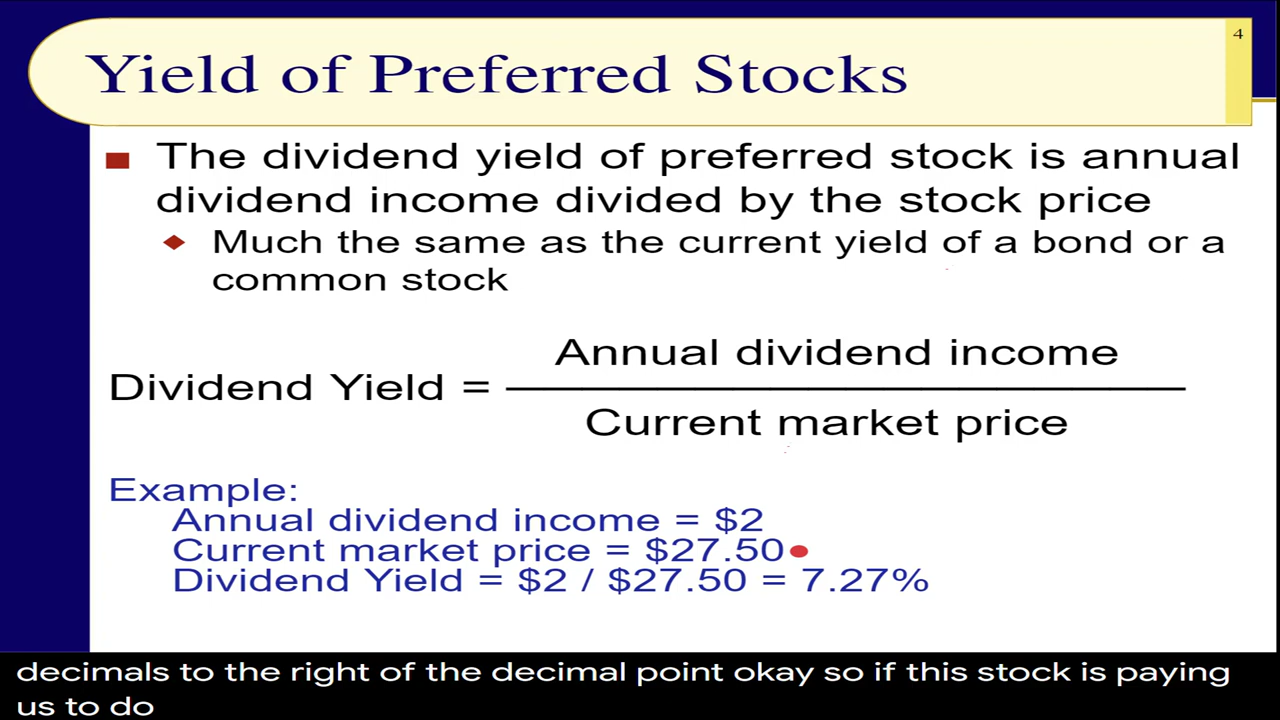 4
Yield of Preferred Stocks
The dividend yield of preferred stock is annual
dividend income divided by the stock price
Much the same as the current yield of a bond or a
common stock
Annual dividend income
Dividend Yield =
Current market price
Example:
Annual dividend income = $2
Current market price = $27.50
Dividend Yield = $2 / $27.50 = 7.27%
decimals to the right of the decimal point okay so if this stock is paying
us to do